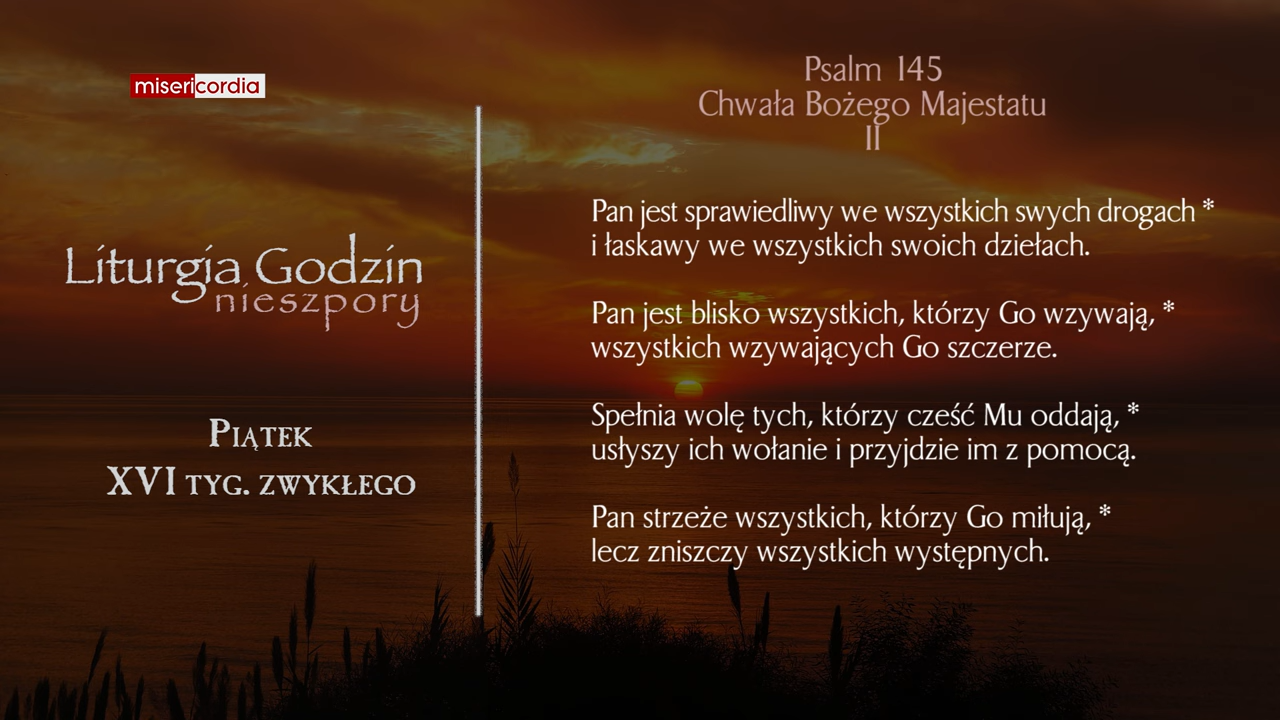 misericordia
Liturgia Godzin
nieszpory
Piątek
XVI tyg. zwykłego
Psalm 145
Chwała Bożego Majestatu
II
Pan jest sprawiedliwy we wszystkich swych drogach *
i łaskawy we wszystkich swoich dziełach.
Pan jest blisko wszystkich, którzy Go wzywają, *
wszystkich wzywających Go szczerze.
Spełnia wolę tych, którzy cześć Mu oddają, *
usłyszy ich wołanie i przyjdzie im z pomocą.
Pan strzeże wszystkich, którzy Go miłują, *
lecz zniszczy wszystkich występnych.